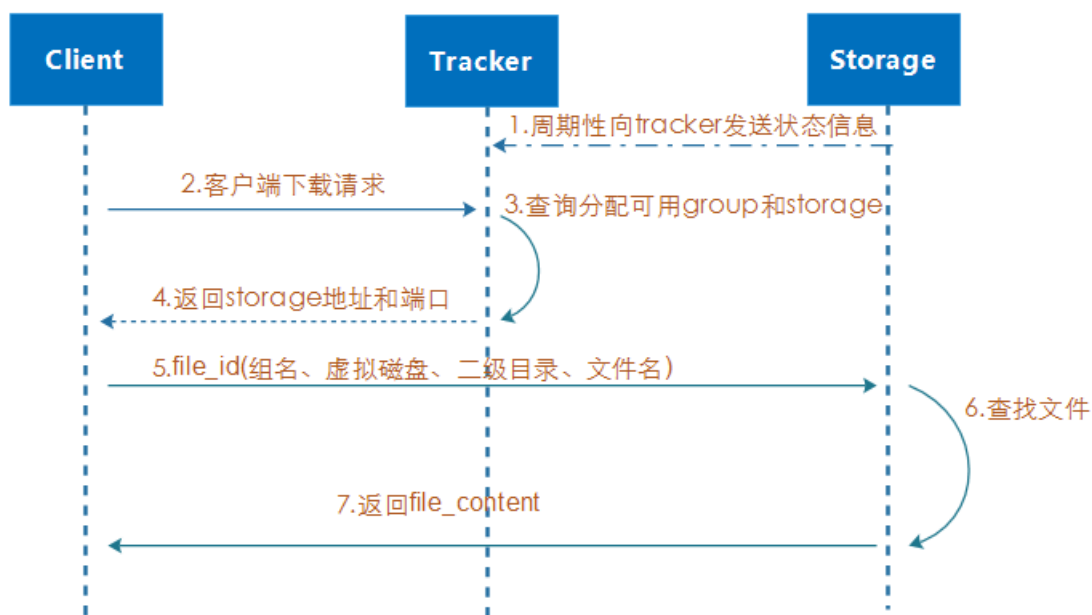 Client
Tracker
Storage
1.周期性向tracker发送状态信息
2.客户端下载请求
3.查询分配可用group和storage
4.返回storage地址和端口
5.file_id(组名、虚拟磁盘、二级目录、文件名)
6.查找文件
7.返回file_content